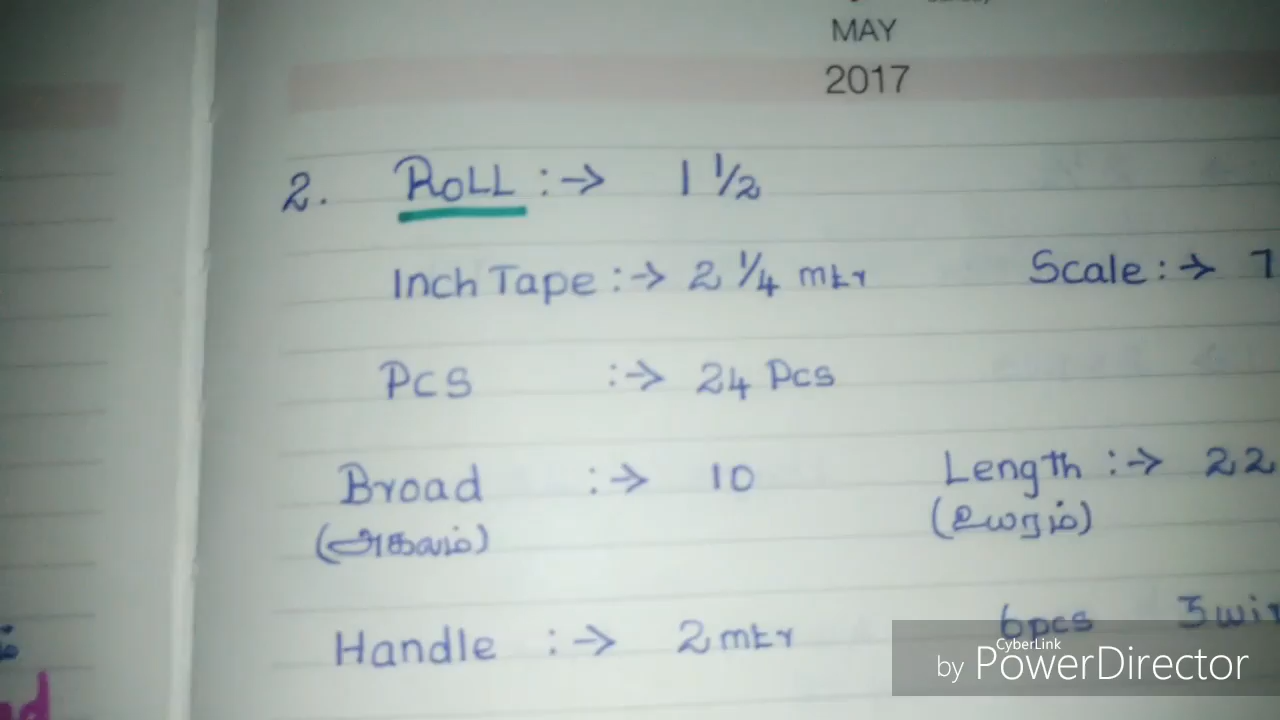 MAY
2017
2. ROLL :→ 1 ½
Inch Tape :→ 2 ¼ mtr Scale :→ 7
Pcs :→ 24 Pcs
Broad :→ 10 Length :→ 22
(அகலம்) (உயரம்)
Handle :→ 2 mtr 6pcs
CyberLink
by PowerDirector